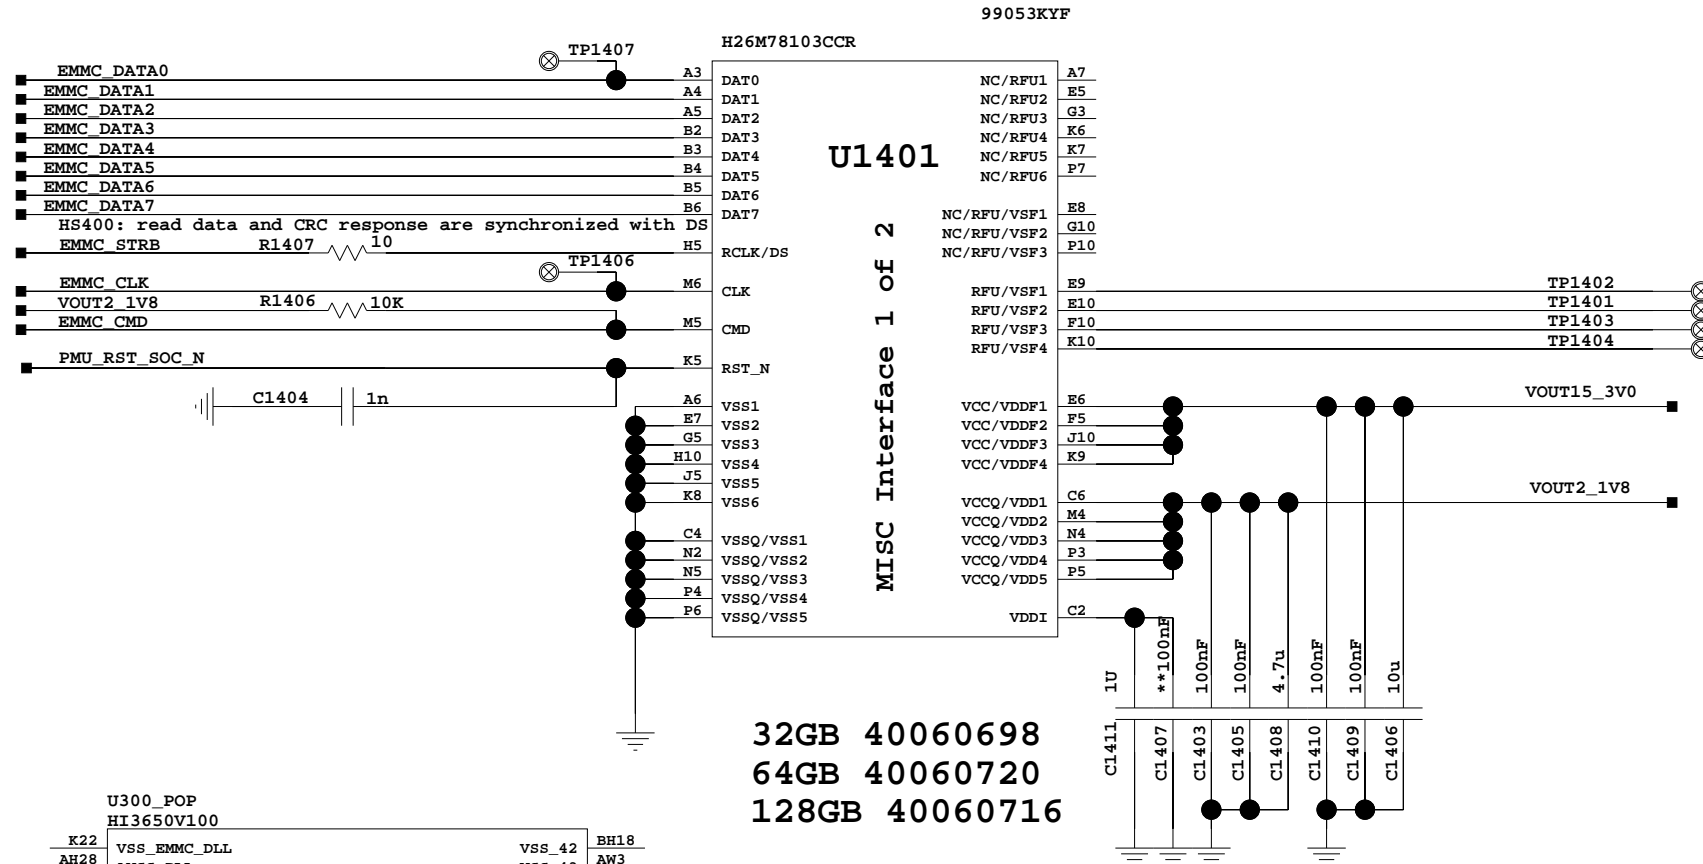 99053KYF
H26M78103CCR
TP1407
EMMC_DATA0 A3 DAT0 NC/RFU1 A7
EMMC_DATA1 A4 DAT1 NC/RFU2 E5
EMMC_DATA2 A5 DAT2 NC/RFU3 G3
EMMC_DATA3 B2 DAT3 NC/RFU4 K6
EMMC_DATA4 B3 DAT4 U1401 NC/RFU5 K7
EMMC_DATA5 B4 DAT5 NC/RFU6 P7
EMMC_DATA6 B5 DAT6
EMMC_DATA7 B6 DAT7 NC/RFU/VSF1 E8
HS400: read data and CRC response are synchronized with DS NC/RFU/VSF2 G10
EMMC_STRB R1407 10 H5 RCLK/DS NC/RFU/VSF3 P10
TP1406
EMMC_CLK M6 CLK RFU/VSF1 E9 TP1402
VOUT2_1V8 R1406 10K RFU/VSF2 E10 TP1401
EMMC_CMD M5 CMD RFU/VSF3 F10 TP1403
RFU/VSF4 K10 TP1404
PMU_RST_SOC_N K5 RST_N
MISC Interface 1 of 2
C1404 1n A6 VSS1 VCC/VDDF1 E6 VOUT15_3V0
E7 VSS2 VCC/VDDF2 F5
G5 VSS3 VCC/VDDF3 J10
H10 VSS4 VCC/VDDF4 K9
J5 VSS5
K8 VSS6 VCCQ/VDD1 C6 VOUT2_1V8
VCCQ/VDD2 M4
C4 VSSQ/VSS1 VCCQ/VDD3 N4
N2 VSSQ/VSS2 VCCQ/VDD4 P3
N5 VSSQ/VSS3 VCCQ/VDD5 P5
P4 VSSQ/VSS4
P6 VSSQ/VSS5 VDDI C2
1U **100nF 100nF 100nF 4.7u 100nF 100nF 10u
C1411 C1407 C1403 C1405 C1408 C1410 C1409 C1406
32GB 40060698
64GB 40060720
128GB 40060716
U300_POP
HI3650V100
K22 VSS_EMMC_DLL VSS_42 BH18
AH28 AW3